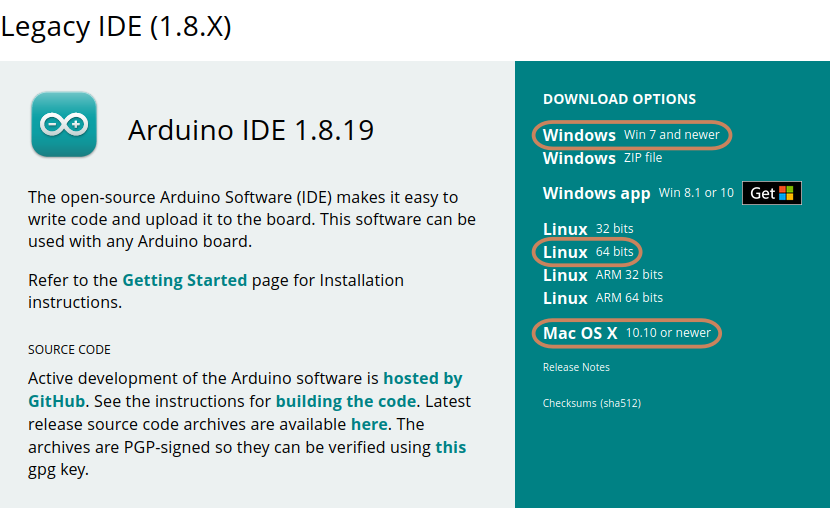 Legacy IDE (1.8.X)
Arduino IDE 1.8.19
The open-source Arduino Software (IDE) makes it easy to
write code and upload it to the board. This software can be
used with any Arduino board.
Refer to the Getting Started page for Installation
instructions.
SOURCE CODE
Active development of the Arduino software is hosted by
GitHub. See the instructions for building the code. Latest
release source code archives are available here. The
archives are PGP-signed so they can be verified using this
gpg key.
DOWNLOAD OPTIONS
Windows Win 7 and newer
Windows ZIP file
Windows app Win 8.1 or 10 Get
Linux 32 bits
Linux 64 bits
Linux ARM 32 bits
Linux ARM 64 bits
Mac OS X 10.10 or newer
Release Notes
Checksums (sha512)